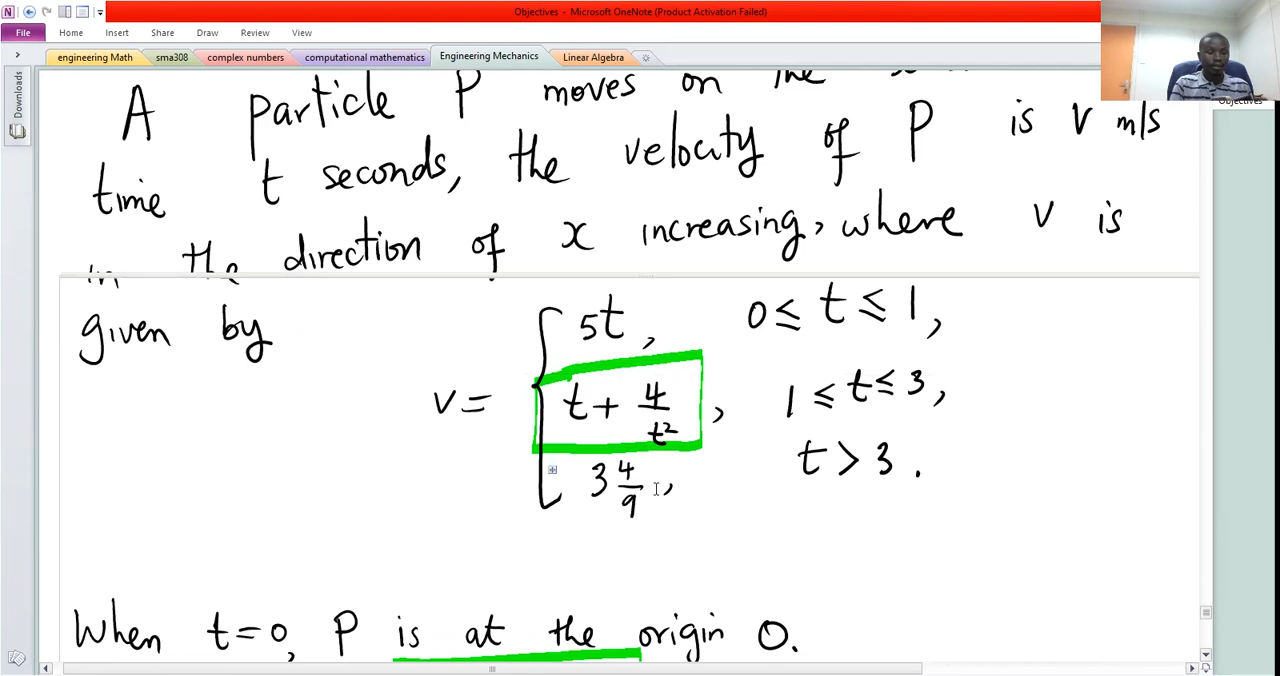 Objectives - Microsoft OneNote (Product Activation Failed)
File Home Insert Share Draw Review View
engineering Math sma308 complex numbers computational mathematics Engineering Mechanics Linear Algebra
Downloads
Objectives
A particle P moves on the
time t seconds, the velocity of P is v m/s
in the direction of x increasing, where v is
given by
v = { 5t, 0 ≤ t ≤ 1,
t + 4/t², 1 ≤ t ≤ 3,
3 4/9, t > 3.
When t=0, P is at the origin O.